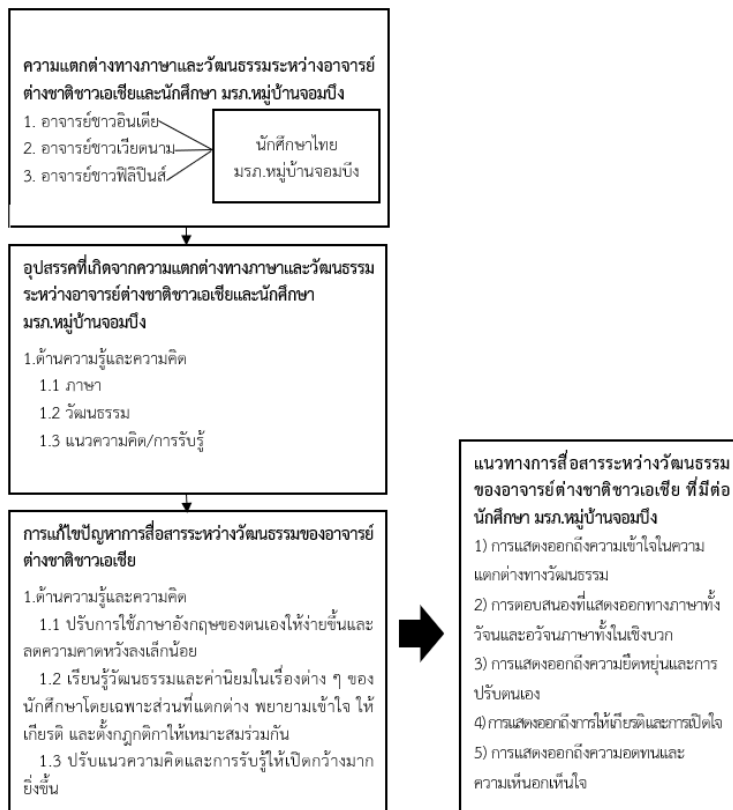 ความแตกต่างทางภาษาและวัฒนธรรมระหว่างอาจารย์
ต่างชาติชาวเอเชียและนักศึกษา มรภ.หมู่บ้านจอมบึง
1. อาจารย์ชาวอินเดีย
2. อาจารย์ชาวเวียดนาม
3. อาจารย์ชาวฟิลิปปินส์
นักศึกษาไทย
มรภ.หมู่บ้านจอมบึง
อุปสรรคที่เกิดจากความแตกต่างทางภาษาและวัฒนธรรม
ระหว่างอาจารย์ต่างชาติชาวเอเชียและนักศึกษา
มรภ.หมู่บ้านจอมบึง
1.ด้านความรู้และความคิด
1.1 ภาษา
1.2 วัฒนธรรม
1.3 แนวความคิด/การรับรู้
การแก้ไขปัญหาการสื่อสารระหว่างวัฒนธรรมของอาจารย์
ต่างชาติชาวเอเชีย
1.ด้านความรู้และความคิด
1.1 ปรับการใช้ภาษาอังกฤษของตนเองให้ง่ายขึ้นและ
ลดความคาดหวังลงเล็กน้อย
1.2 เรียนรู้วัฒนธรรมและค่านิยมในเรื่องต่าง ๆ ของ
นักศึกษาโดยเฉพาะส่วนที่แตกต่าง พยายามเข้าใจ ให้
เกียรติ และตั้งกฎกติกาให้เหมาะสมร่วมกัน
1.3 ปรับแนวความคิดและการรับรู้ให้เปิดกว้างมาก
ยิ่งขึ้น
แนวทางการสื่อสารระหว่างวัฒนธรรม
ของอาจารย์ต่างชาติชาวเอเชีย ที่มีต่อ
นักศึกษา มรภ.หมู่บ้านจอมบึง
1) การแสดงออกถึงความเข้าใจในความ
แตกต่างทางวัฒนธรรม
2) การตอบสนองที่แสดงออกทางภาษาทั้ง
วัจนและอวัจนภาษาทั้งในเชิงบวก
3) การแสดงออกถึงความยืดหยุ่นและการ
ปรับตนเอง
4) การแสดงออกถึงการให้เกียรติและการเปิดใจ
5) การแสดงออกถึงความอดทนและ
ความเห็นอกเห็นใจ